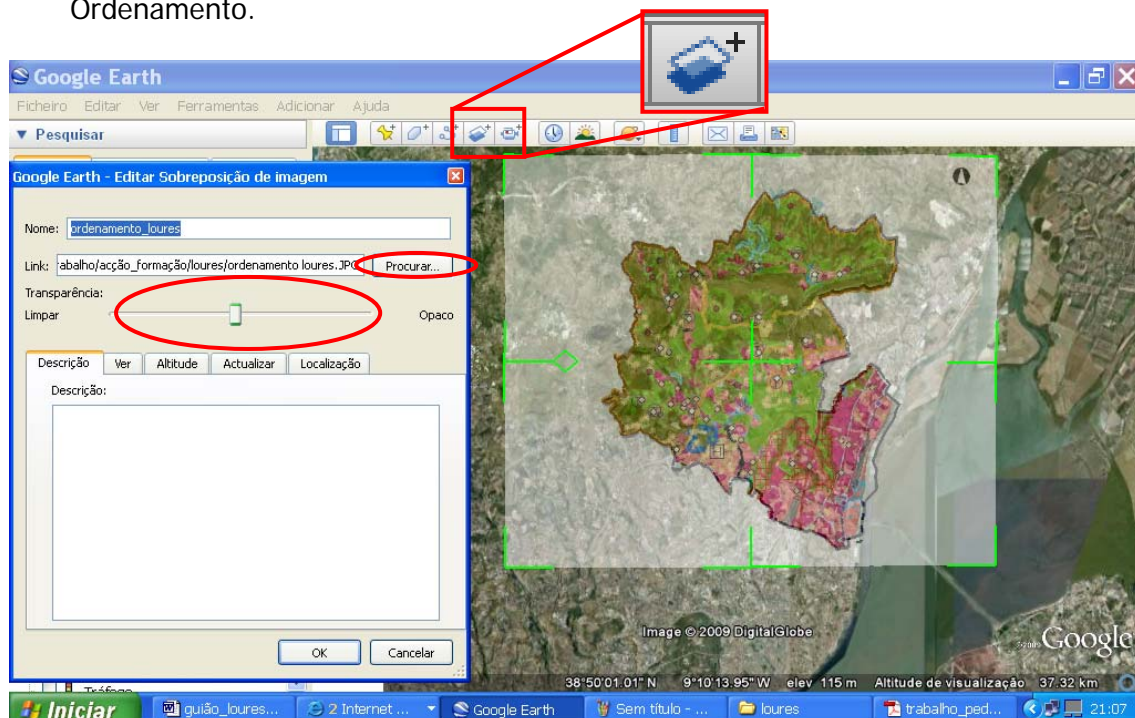 Ordenamento.
Google Earth
Ficheiro Editar Ver Ferramentas Adicionar Ajuda
Pesquisar
Google Earth - Editar Sobreposição de imagem
Nome: ordenamento_loures
Link: abalho/acção_formação/loures/ordenamento loures.JPG Procurar...
Transparência:
Limpar Opaco
Descrição Ver Altitude Actualizar Localização
Descrição:
OK Cancelar
Image © 2009 DigitalGlobe
Google
38°50'01.01" N 9°10'13.95" W elev 115 m Altitude de visualização 37.32 km
Tráfego
Iniciar guião_loures... 2 Internet ... Google Earth Sem título - ... loures trabalho_ped... 21:07